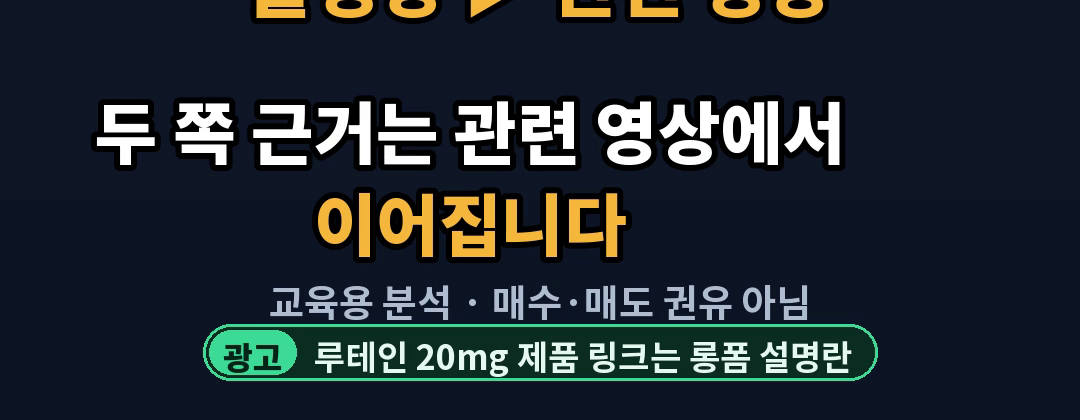 두 쪽 근거는 관련 영상에서
이어집니다
교육용 분석 · 매수·매도 권유 아님
광고 루테인 20mg 제품 링크는 롱폼 설명란